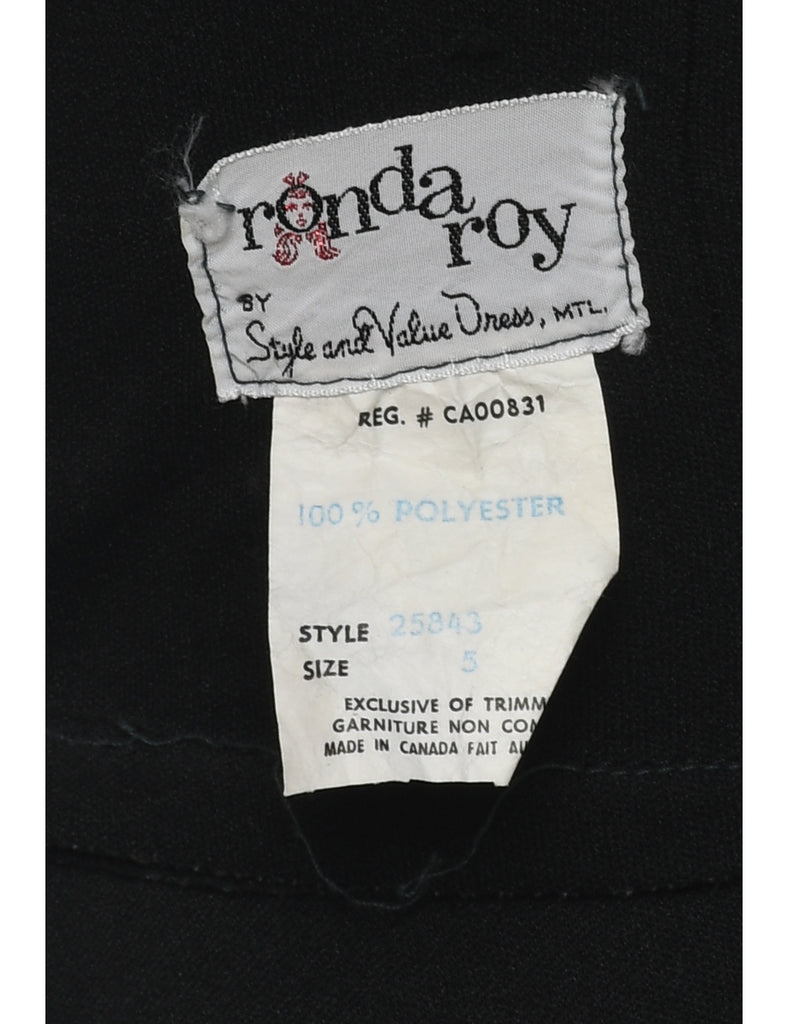 ronda
roy
BY
Style and Value Dress, MTL.
REG. # CA00831
100% POLYESTER
STYLE 25843
SIZE 5
EXCLUSIVE OF TRIMM
GARNITURE NON COM
MADE IN CANADA FAIT AU